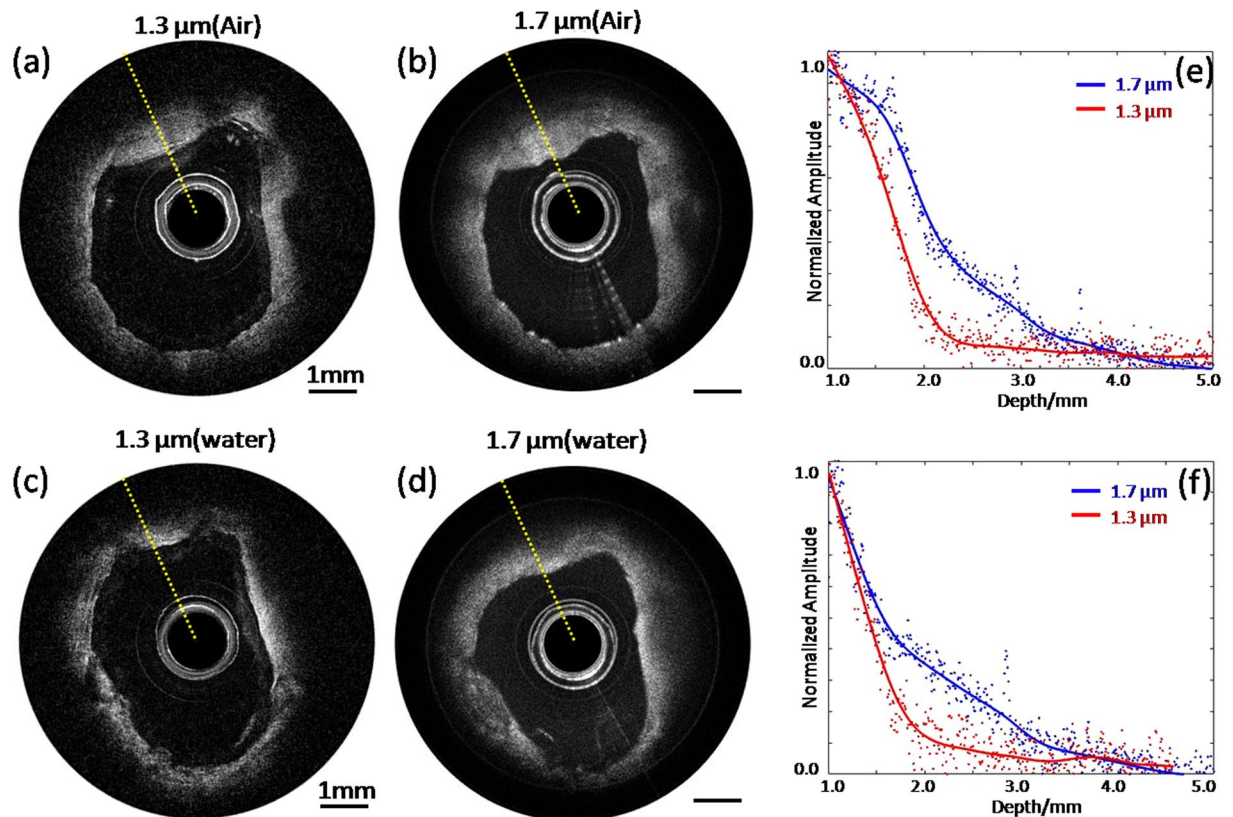 1.3 µm(Air)
1.7 µm(Air)
(a)
(b)
1mm
(e)
1.7 µm
1.3 µm
1.0
0.0
Normalized Amplitude
1.0 2.0 3.0 4.0 5.0
Depth/mm
1.3 µm(water)
1.7 µm(water)
(c)
(d)
1mm
(f)
1.7 µm
1.3 µm
1.0
0.0
Normalized Amplitude
1.0 2.0 3.0 4.0 5.0
Depth/mm